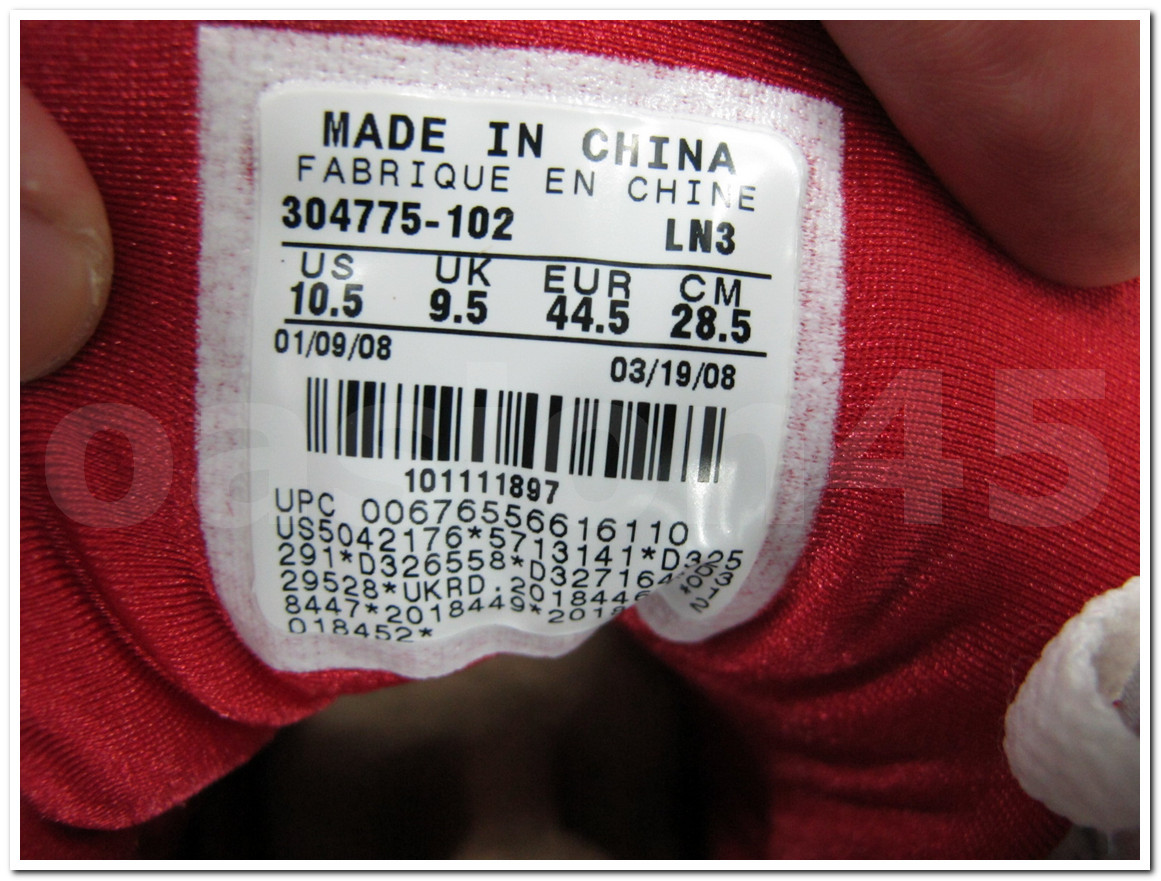 MADE IN CHINA
FABRIQUE EN CHINE
304775-102 LN3
US UK EUR CM
10.5 9.5 44.5 28.5
01/09/08 03/19/08
101111897
UPC 00676556616110
US5042176*5713141*D325
291*D326558*D32716
29528*UKRD.2018446
8447*2018449*2018
018452*